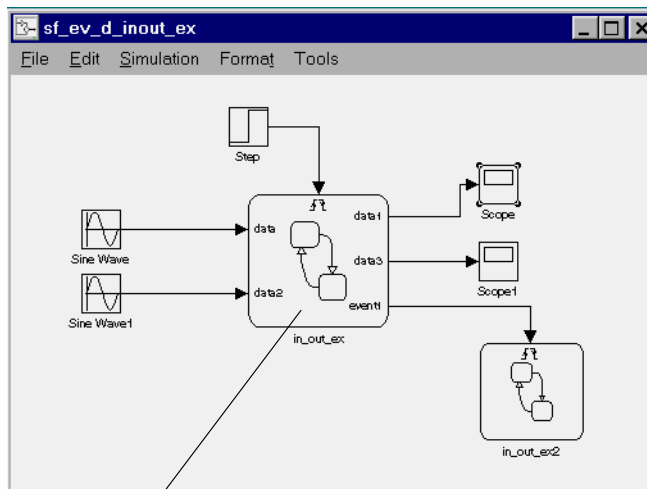 sf_ev_d_inout_ex
File Edit Simulation Format Tools
Step
data1
Scope
data
Sine Wave
data3
Scope1
data2
event1
Sine Wave1
in_out_ex
in_out_ex2